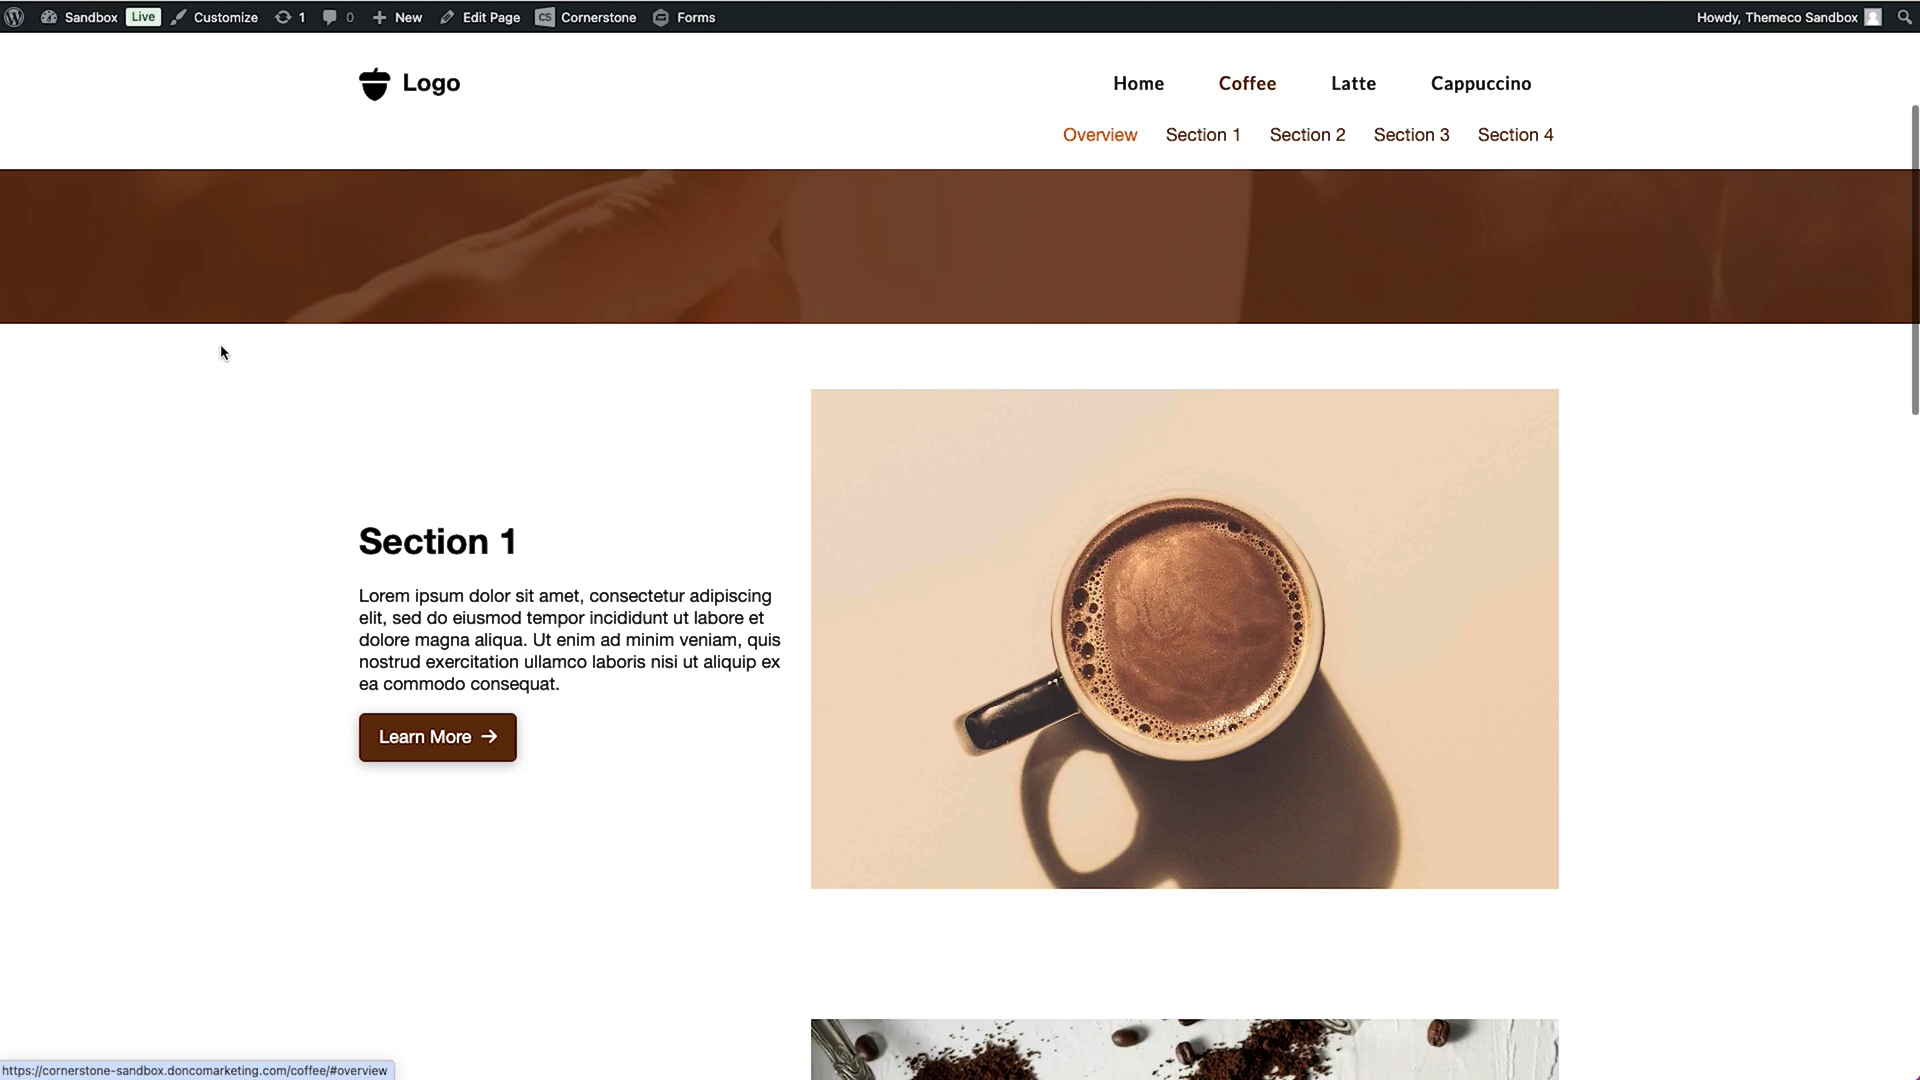 Sandbox Live Customize 1 0 New Edit Page CS Cornerstone Forms Howdy, Themeco Sandbox
Logo
Home Coffee Latte Cappuccino
Overview Section 1 Section 2 Section 3 Section 4
Section 1
Lorem ipsum dolor sit amet, consectetur adipiscing
elit, sed do eiusmod tempor incididunt ut labore et
dolore magna aliqua. Ut enim ad minim veniam, quis
nostrud exercitation ullamco laboris nisi ut aliquip ex
ea commodo consequat.
Learn More
https://cornerstone-sandbox.doncomarketing.com/coffee/#overview